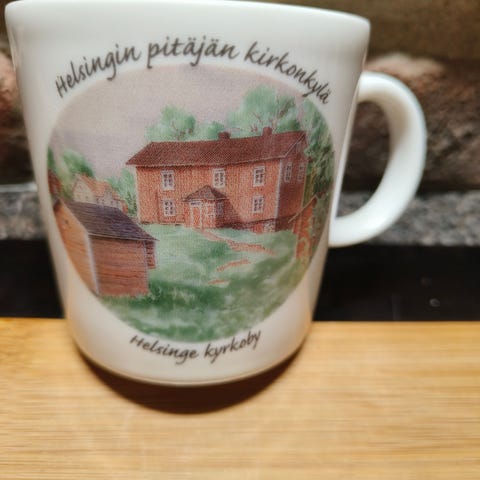 Helsingin pitäjän kirkonkylä
Helsinge kyrkoby